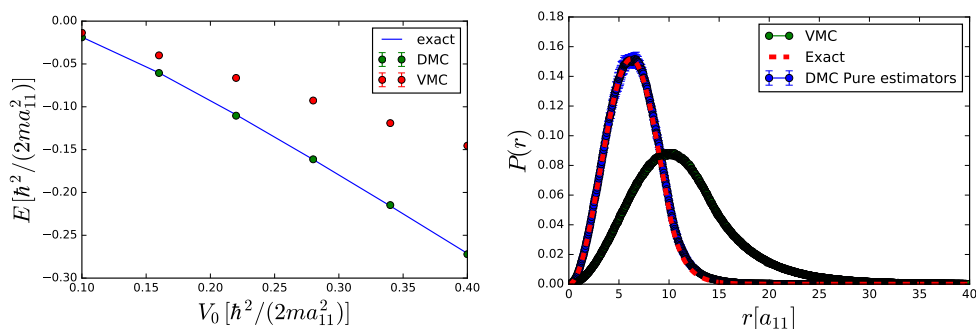 0.00
−0.05
−0.10
−0.15
−0.20
−0.25
−0.30
E [ħ²/(2ma²₁₁)]
exact
DMC
VMC
0.10 0.15 0.20 0.25 0.30 0.35 0.40
V₀ [ħ²/(2ma²₁₁)]
0.18
0.16
0.14
0.12
0.10
0.08
0.06
0.04
0.02
0.00
P(r)
VMC
Exact
DMC Pure estimators
0 5 10 15 20 25 30 35 40
r[a₁₁]